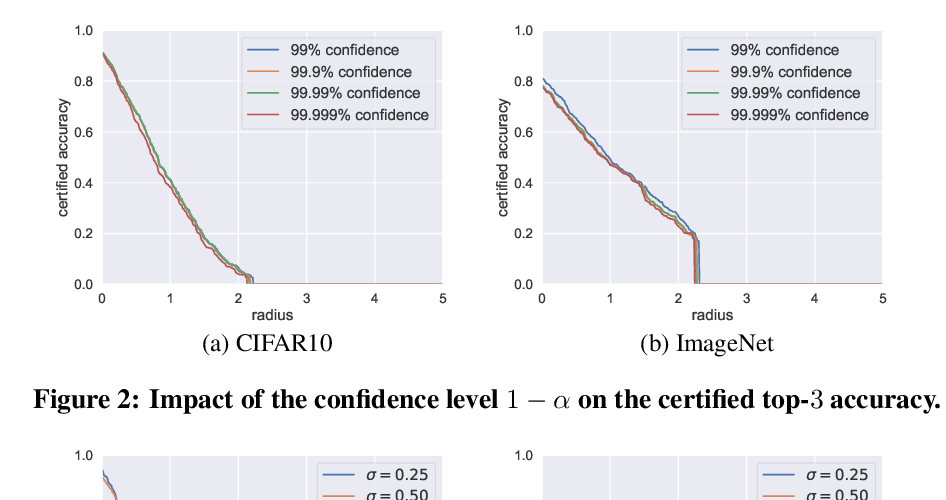 1.0
0.8
0.6
0.4
0.2
0.0
certified accuracy
99% confidence
99.9% confidence
99.99% confidence
99.999% confidence
0 1 2 3 4 5
radius
(a) CIFAR10
1.0
0.8
0.6
0.4
0.2
0.0
certified accuracy
99% confidence
99.9% confidence
99.99% confidence
99.999% confidence
0 1 2 3 4 5
radius
(b) ImageNet
Figure 2: Impact of the confidence level 1 − α on the certified top-3 accuracy.
1.0
σ = 0.25
σ = 0.50
1.0
σ = 0.25
σ = 0.50